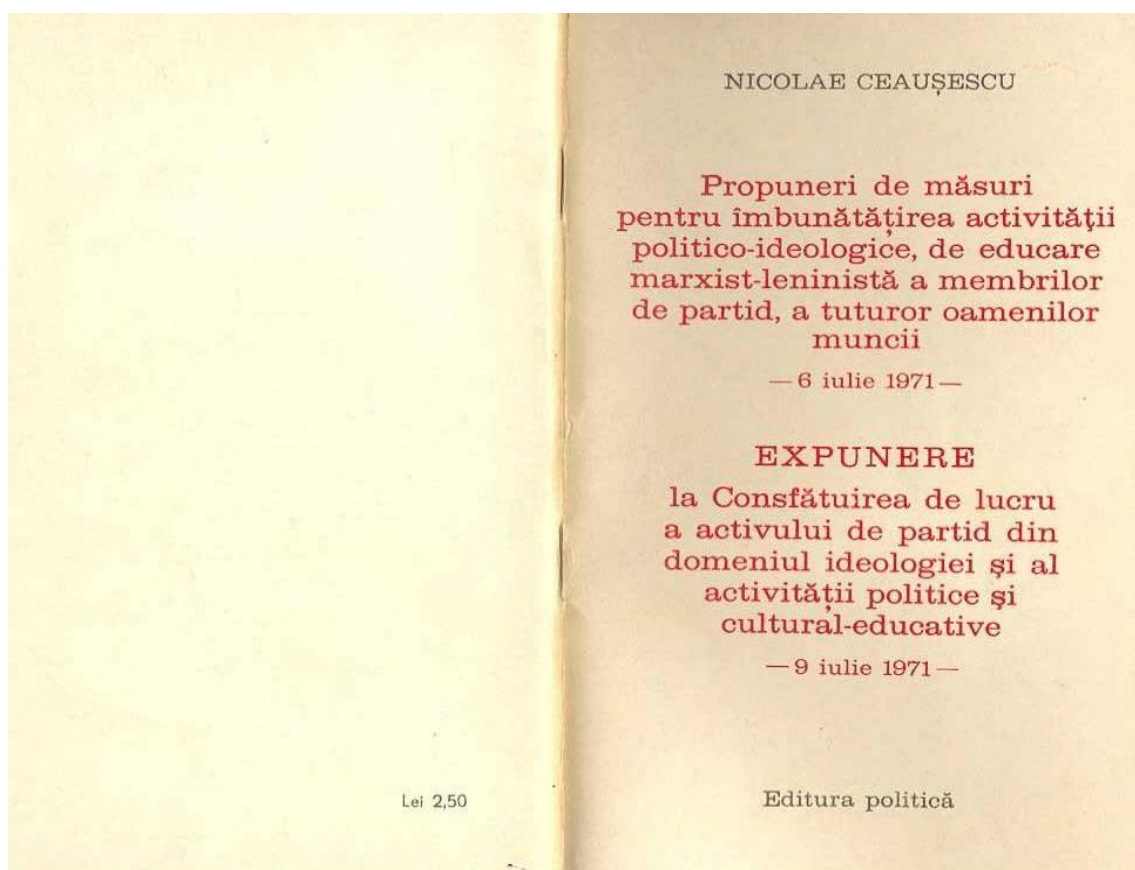 Lei 2,50
NICOLAE CEAUȘESCU
Propuneri de măsuri
pentru îmbunătățirea activității
politico-ideologice, de educare
marxist-leninistă a membrilor
de partid, a tuturor oamenilor
muncii
— 6 iulie 1971 —
EXPUNERE
la Consfătuirea de lucru
a activului de partid din
domeniul ideologiei și al
activității politice și
cultural-educative
— 9 iulie 1971 —
Editura politică